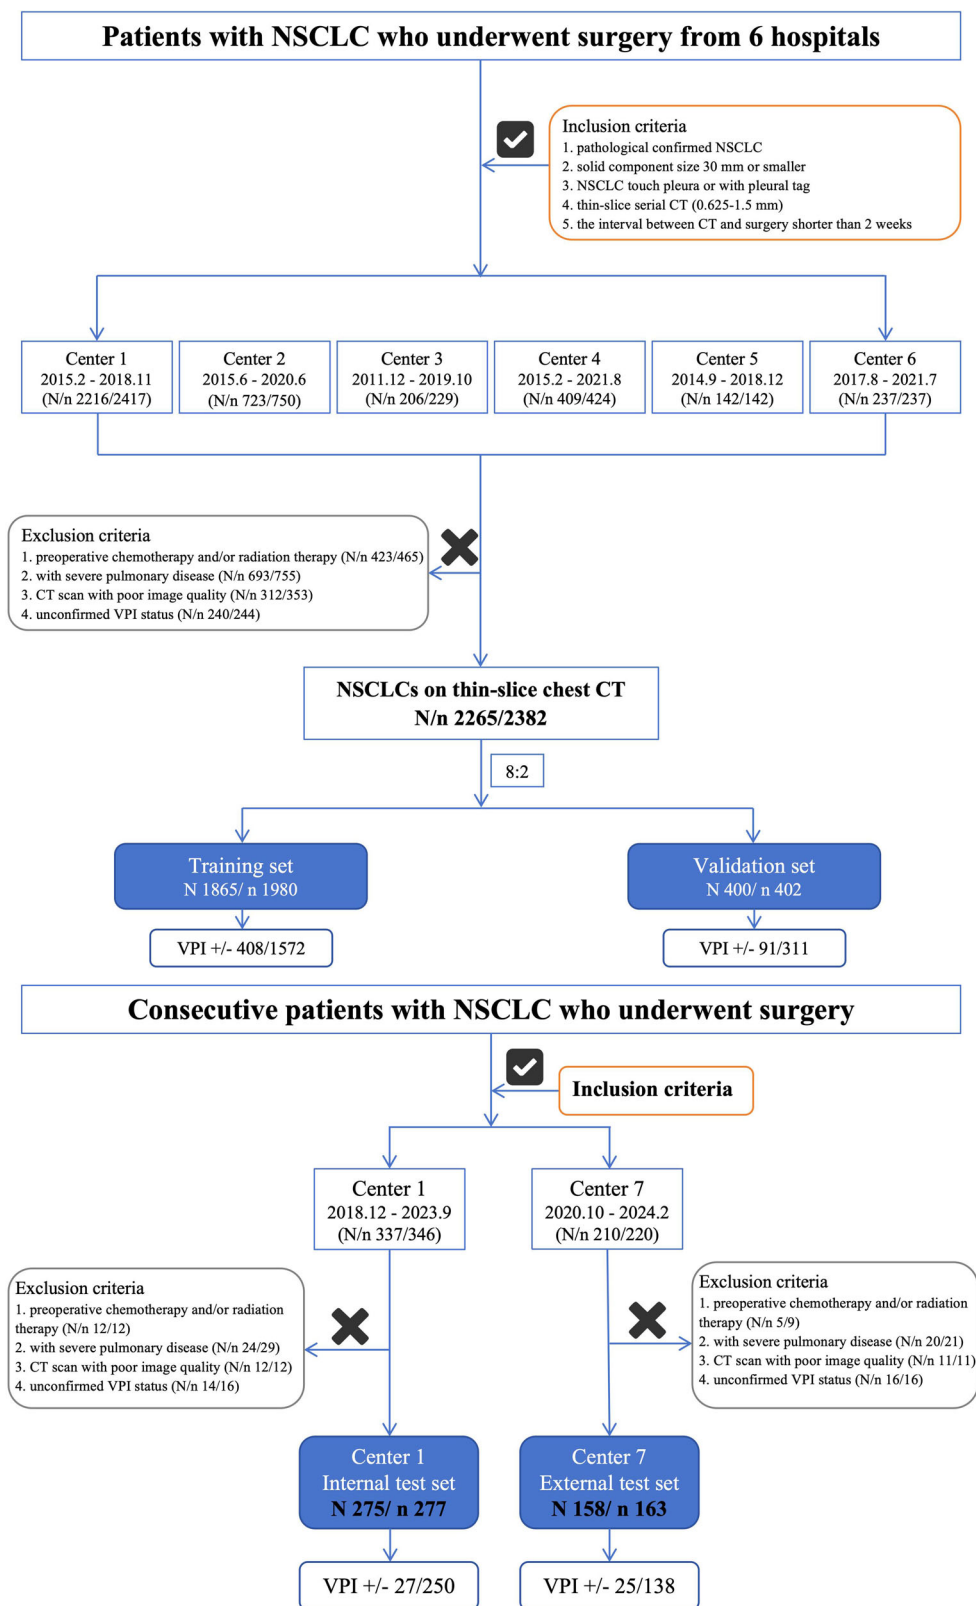 Patients with NSCLC who underwent surgery from 6 hospitals
Inclusion criteria
1. pathological confirmed NSCLC
2. solid component size 30 mm or smaller
3. NSCLC touch pleura or with pleural tag
4. thin-slice serial CT (0.625-1.5 mm)
5. the interval between CT and surgery shorter than 2 weeks
Center 1
2015.2 - 2018.11
(N/n 2216/2417)
Center 2
2015.6 - 2020.6
(N/n 723/750)
Center 3
2011.12 - 2019.10
(N/n 206/229)
Center 4
2015.2 - 2021.8
(N/n 409/424)
Center 5
2014.9 - 2018.12
(N/n 142/142)
Center 6
2017.8 - 2021.7
(N/n 237/237)
Exclusion criteria
1. preoperative chemotherapy and/or radiation therapy (N/n 423/465)
2. with severe pulmonary disease (N/n 693/755)
3. CT scan with poor image quality (N/n 312/353)
4. unconfirmed VPI status (N/n 240/244)
NSCLCs on thin-slice chest CT
N/n 2265/2382
8:2
Training set
N 1865/ n 1980
Validation set
N 400/ n 402
VPI +/- 408/1572
VPI +/- 91/311
Consecutive patients with NSCLC who underwent surgery
Inclusion criteria
Center 1
2018.12 - 2023.9
(N/n 337/346)
Center 7
2020.10 - 2024.2
(N/n 210/220)
Exclusion criteria
1. preoperative chemotherapy and/or radiation
therapy (N/n 12/12)
2. with severe pulmonary disease (N/n 24/29)
3. CT scan with poor image quality (N/n 12/12)
4. unconfirmed VPI status (N/n 14/16)
Exclusion criteria
1. preoperative chemotherapy and/or radiation
therapy (N/n 5/9)
2. with severe pulmonary disease (N/n 20/21)
3. CT scan with poor image quality (N/n 11/11)
4. unconfirmed VPI status (N/n 16/16)
Center 1
Internal test set
N 275/ n 277
Center 7
External test set
N 158/ n 163
VPI +/- 27/250
VPI +/- 25/138